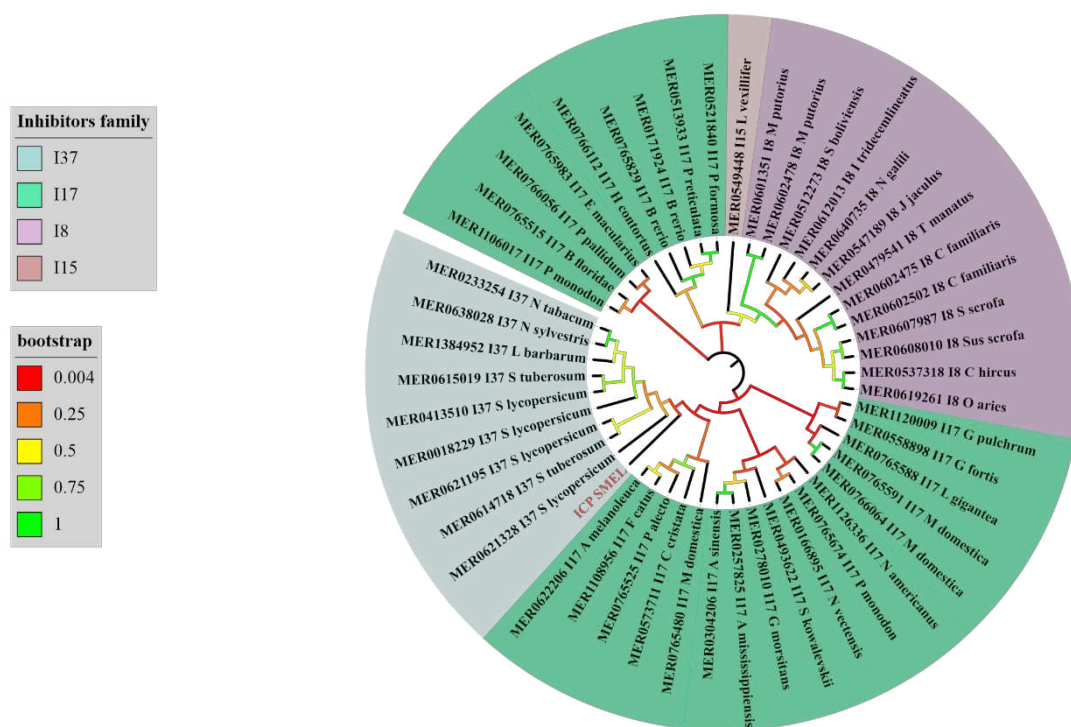 Inhibitors family
I37
I17
I8
I15
bootstrap
0.004
0.25
0.5
0.75
1
MER0549448 I15 L vexillifer
MER0601351 I8 M putorius
MER0602478 I8 M putorius
MER0512273 I8 S boliviensis
MER0612013 I8 I tridecemlineatus
MER0640735 I8 N galili
MER0547189 I8 J jaculus
MER0479541 I8 T manatus
MER0602475 I8 C familiaris
MER0602502 I8 C familiaris
MER0607987 I8 S scrofa
MER0608010 I8 Sus scrofa
MER0537318 I8 C hircus
MER0619261 I8 O aries
MER1120009 I17 G pulchrum
MER0558898 I17 G fortis
MER0765588 I17 L gigantea
MER0765591 I17 M domestica
MER0766064 I17 M domestica
MER1126336 I17 N americanus
MER0765674 I17 P monodon
MER0166895 I17 N vectensis
MER0493622 I17 S kowalevskii
MER0278010 I17 G morsitans
MER0257825 I17 A mississippiensis
MER0304206 I17 A sinensis
MER0765480 I17 M domestica
MER0573711 I17 C cristata
MER0765525 I17 P alecto
MER1108956 I17 F catus
MER0622206 I17 A melanoleuca
ICP SMEL
MER0621328 I37 S lycopersicum
MER0614718 I37 S tuberosum
MER0621195 I37 S lycopersicum
MER0018229 I37 S lycopersicum
MER0413510 I37 S lycopersicum
MER0615019 I37 S tuberosum
MER1384952 I37 L barbarum
MER0638028 I37 N sylvestris
MER0233254 I37 N tabacum
MER1106017 I17 P monodon
MER0765515 I17 B floridae
MER0766056 I17 P pallidum
MER0765983 I17 E macularis
MER0766112 I17 H contortus
MER0765829 I17 B rerio
MER0171924 I17 B rerio
MER0513933 I17 P reticulata
MER0521840 I17 P formosa